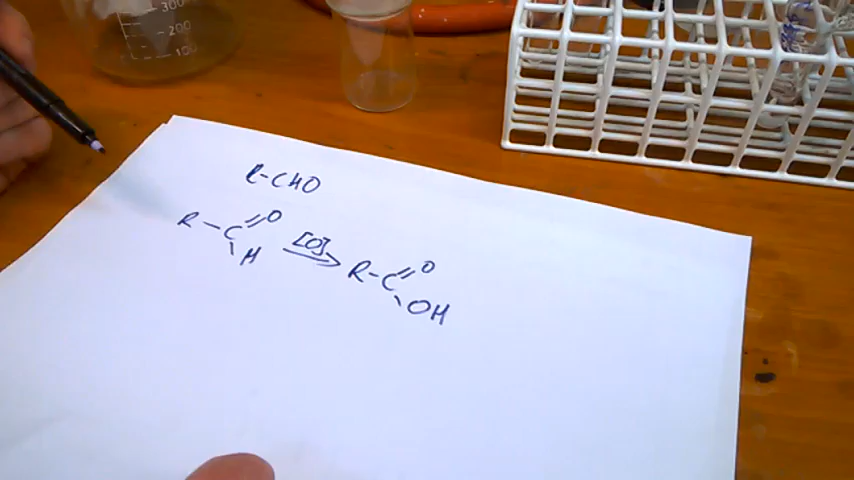 300
200
100
R-CHO
R-C=O [O] → R-C=O
H OH